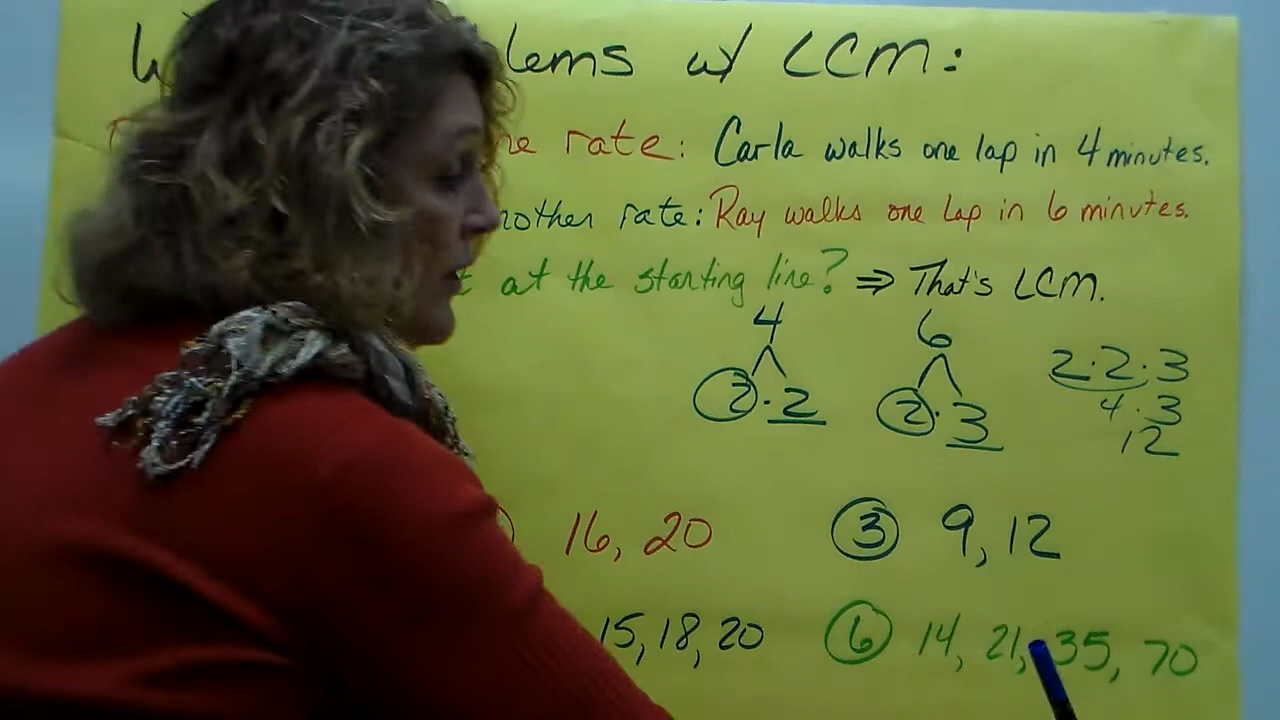 w/ LCM:
rate: Carla walks one lap in 4 minutes.
rate: Ray walks one lap in 6 minutes.
at the starting line? ⇒ That's LCM.
4 6
2·2 2·3 2·2·3
4·3
12
16, 20 ③ 9, 12
15, 18, 20 ⑥ 14, 21, 35, 70